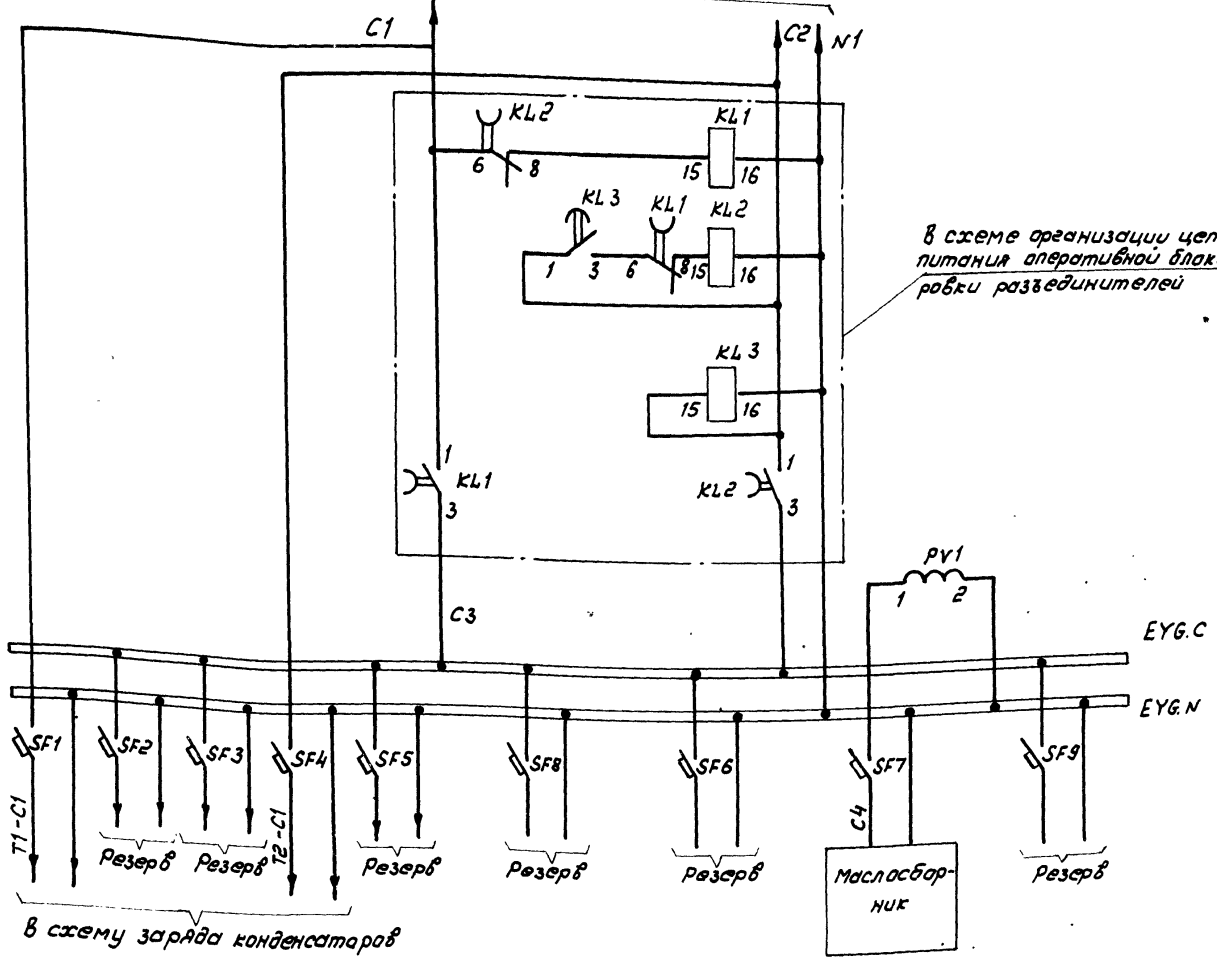 C1
C2
N1
KL2
KL1
6
8
15
16
KL3
KL1
KL2
1
3
6
8
15
16
В схеме организации цеп
питания оперативной блок
ровки разъединителей
KL3
15
16
1
KL1
3
1
KL2
3
PV1
1
2
C3
EYG.C
EYG.N
SF1
SF2
SF3
SF4
SF5
SF8
SF6
SF7
SF9
T1-C1
T2-C1
C4
Резерв
Резерв
Резерв
Резерв
Резерв
Маслосбор-
ник
Резерв
В схему заряда конденсаторов